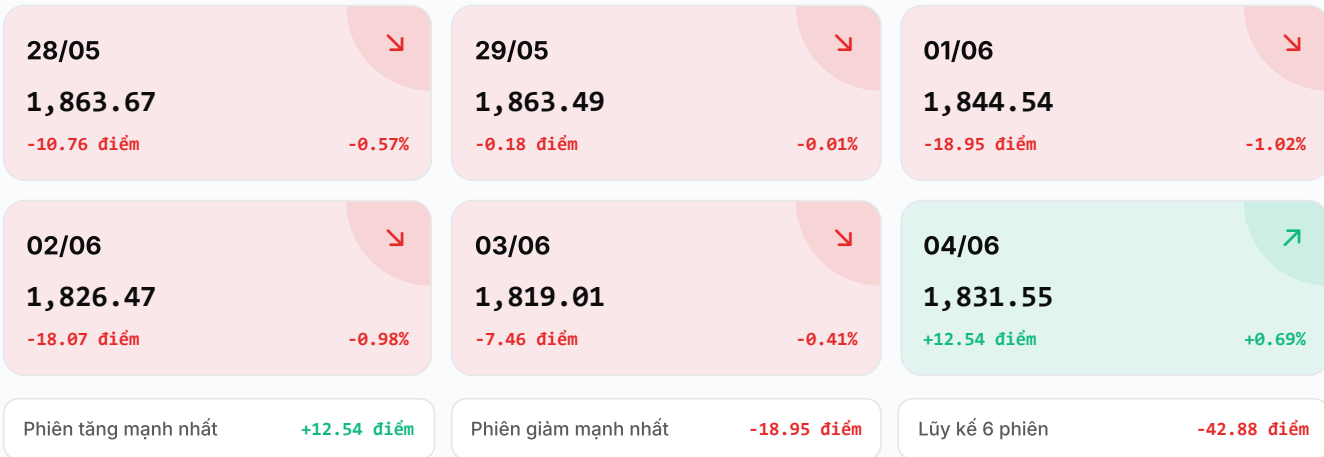 28/05
1,863.67
-10.76 điểm -0.57%
29/05
1,863.49
-0.18 điểm -0.01%
01/06
1,844.54
-18.95 điểm -1.02%
02/06
1,826.47
-18.07 điểm -0.98%
03/06
1,819.01
-7.46 điểm -0.41%
04/06
1,831.55
+12.54 điểm +0.69%
Phiên tăng mạnh nhất +12.54 điểm
Phiên giảm mạnh nhất -18.95 điểm
Lũy kế 6 phiên -42.88 điểm